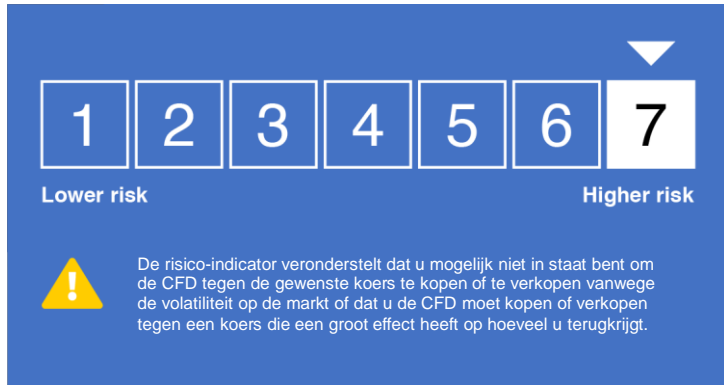 1 2 3 4 5 6 7
Lower risk Higher risk
De risico-indicator veronderstelt dat u mogelijk niet in staat bent om
de CFD tegen de gewenste koers te kopen of te verkopen vanwege
de volatiliteit op de markt of dat u de CFD moet kopen of verkopen
tegen een koers die een groot effect heeft op hoeveel u terugkrijgt.